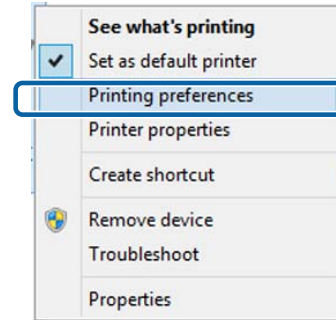 See what's printing
Set as default printer
Printing preferences
Printer properties
Create shortcut
Remove device
Troubleshoot
Properties